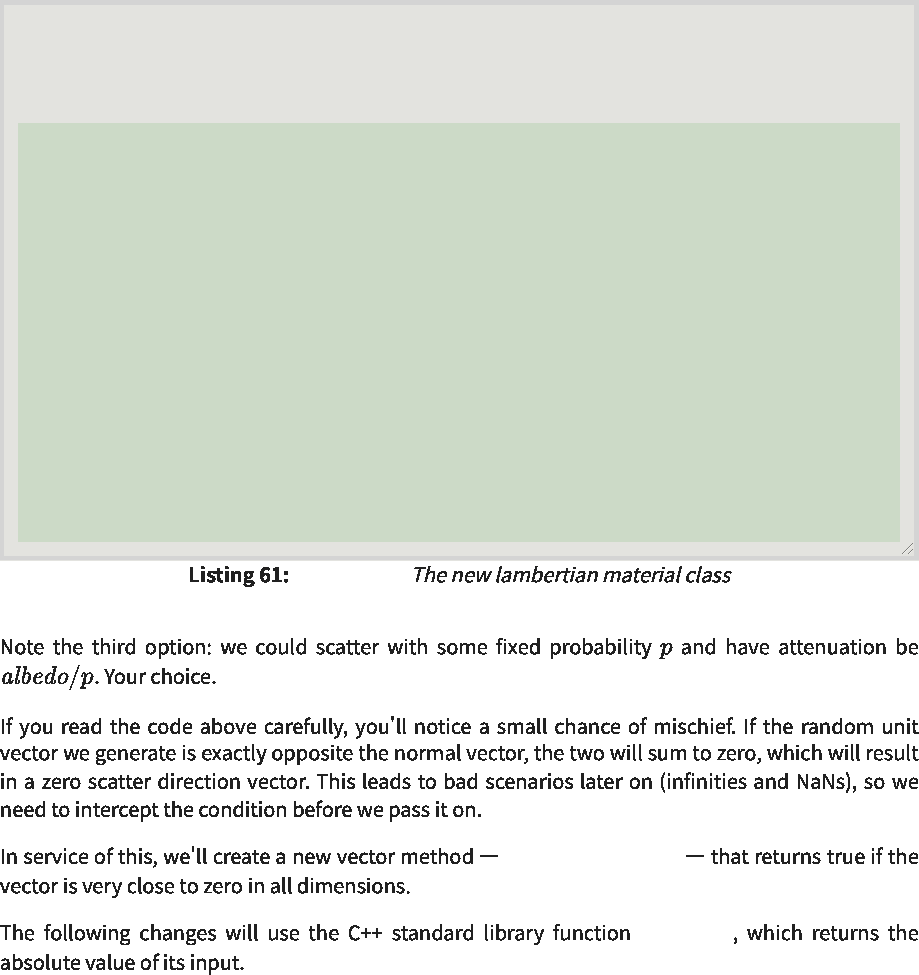 Listing 61: The new lambertian material class
Note the third option: we could scatter with some fixed probability p and have attenuation be
albedo/p. Your choice.
If you read the code above carefully, you'll notice a small chance of mischief. If the random unit
vector we generate is exactly opposite the normal vector, the two will sum to zero, which will result
in a zero scatter direction vector. This leads to bad scenarios later on (infinities and NaNs), so we
need to intercept the condition before we pass it on.
In service of this, we'll create a new vector method — — that returns true if the
vector is very close to zero in all dimensions.
The following changes will use the C++ standard library function , which returns the
absolute value of its input.